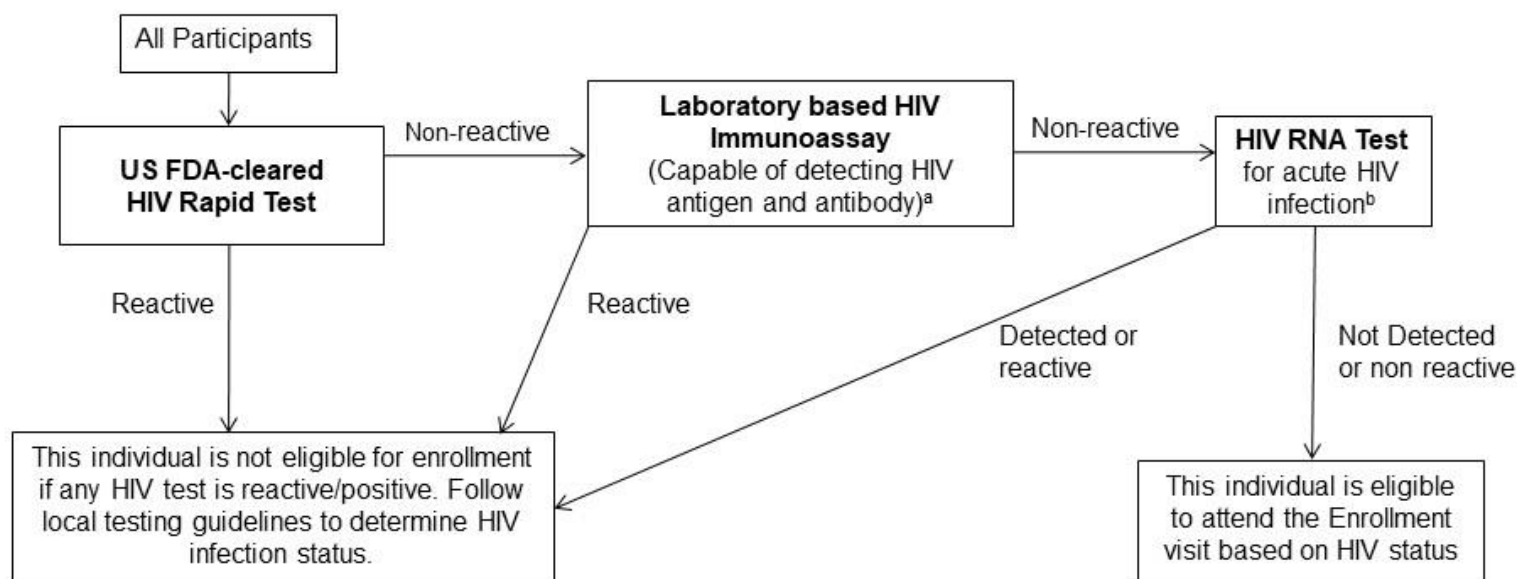 All Participants
US FDA-cleared
HIV Rapid Test
Non-reactive
Laboratory based HIV
Immunoassay
(Capable of detecting HIV
antigen and antibody)ᵃ
Non-reactive
HIV RNA Test
for acute HIV
infectionᵇ
Reactive
Reactive
Detected or
reactive
Not Detected
or non reactive
This individual is not eligible for enrollment
if any HIV test is reactive/positive. Follow
local testing guidelines to determine HIV
infection status.
This individual is eligible
to attend the Enrollment
visit based on HIV status